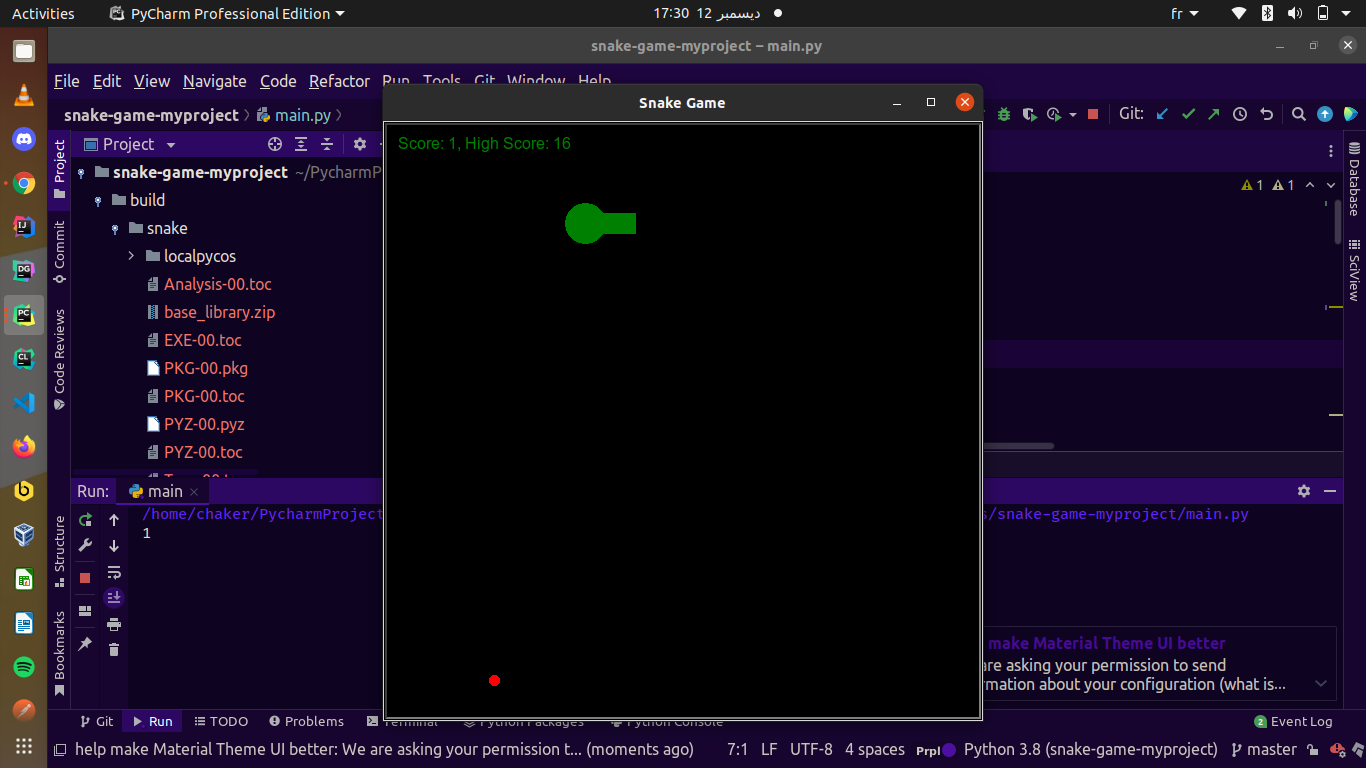 Activities
PyCharm Professional Edition
17:30 12 ديسمبر
fr
snake-game-myproject – main.py
File Edit View Navigate Code Refactor Run Tools Git Window Help
Snake Game
snake-game-myproject
main.py
Git:
Project
Project
Score: 1, High Score: 16
Database
snake-game-myproject ~/PycharmP
1
1
build
snake
Commit
SciView
localpycos
Analysis-00.toc
base_library.zip
EXE-00.toc
Code Reviews
PKG-00.pkg
PKG-00.toc
PYZ-00.pyz
PYZ-00.toc
Run:
main
/home/chaker/PycharmProject
s/snake-game-myproject/main.py
1
Structure
Bookmarks
make Material Theme UI better
are asking your permission to send
rmation about your configuration (what is...
Git
Run
TODO
Problems
Terminal
Python Packages
Python Console
2 Event Log
help make Material Theme UI better: We are asking your permission t... (moments ago)
7:1 LF UTF-8 4 spaces Prpl Python 3.8 (snake-game-myproject) master
PC
DG
CL